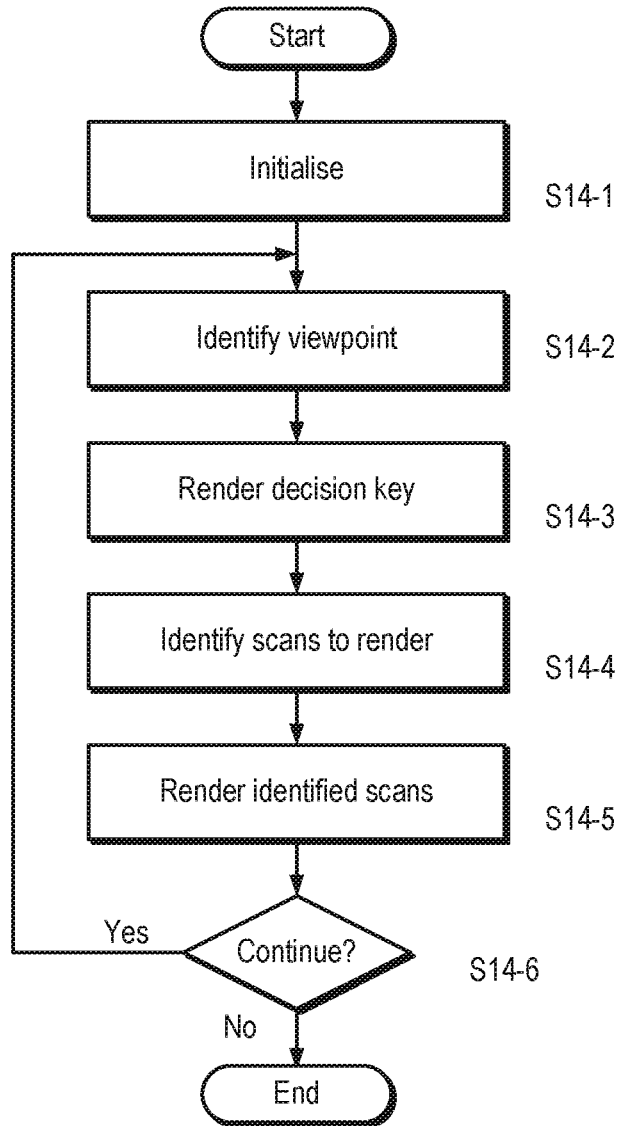 Start
Initialise
S14-1
Identify viewpoint
S14-2
Render decision key
S14-3
Identify scans to render
S14-4
Render identified scans
S14-5
Yes
Continue?
S14-6
No
End